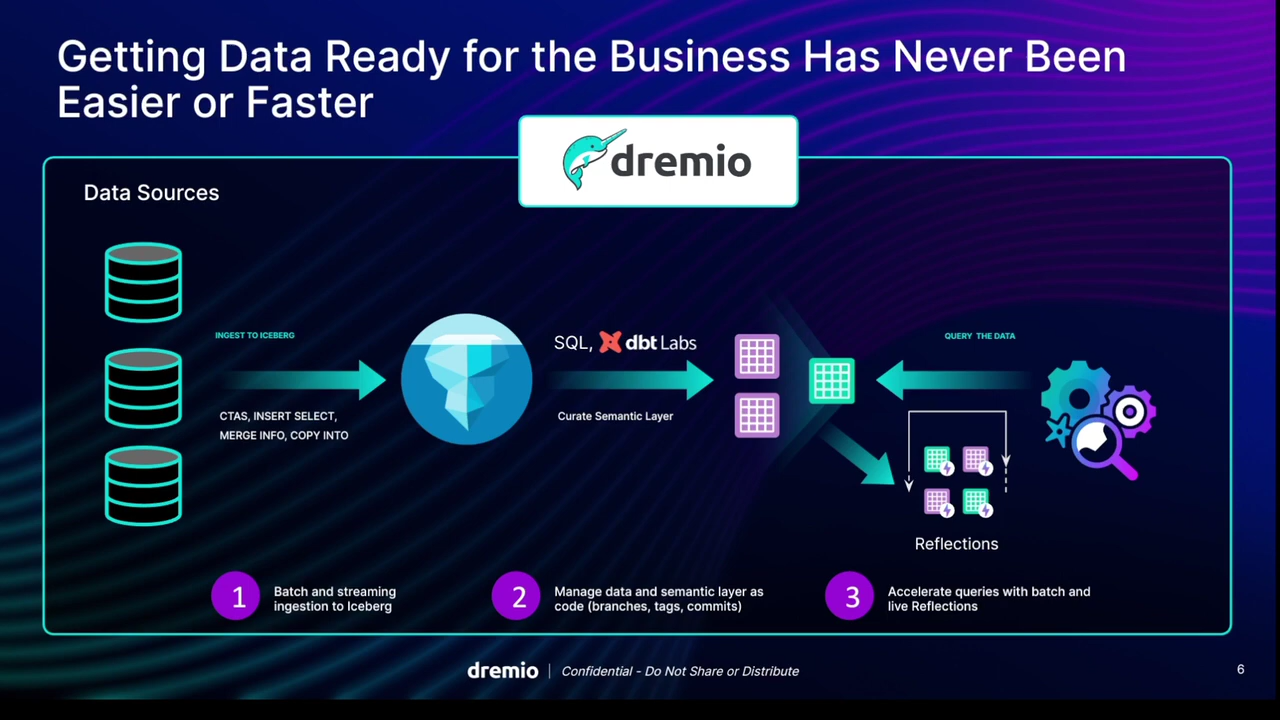 Getting Data Ready for the Business Has Never Been
Easier or Faster
dremio
Data Sources
INGEST TO ICEBERG
CTAS, INSERT SELECT,
MERGE INFO, COPY INTO
SQL, dbt Labs
Curate Semantic Layer
QUERY THE DATA
Reflections
1
Batch and streaming
ingestion to Iceberg
2
Manage data and semantic layer as
code (branches, tags, commits)
3
Accelerate queries with batch and
live Reflections
dremio | Confidential - Do Not Share or Distribute
6